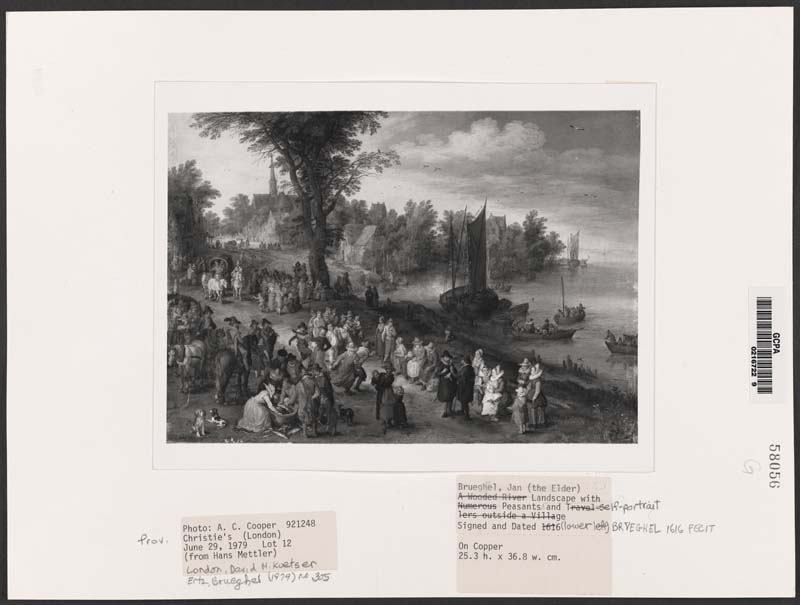 GCPA
0216722 9
58056
G
Brueghel, Jan (the Elder)
A Wooded River Landscape with
Numerous Peasants and Travel self-portrait
lers outside a Village
Signed and Dated 1616 (lower left) BRVEGHEL 1616 FECIT
On Copper
25.3 h. x 36.8 w. cm.
Prov.
Photo: A. C. Cooper 921248
Christie's (London)
June 29, 1979 Lot 12
(from Hans Mettler)
London, David M. Koetser
Ertz, Brueghel (1979) no 305